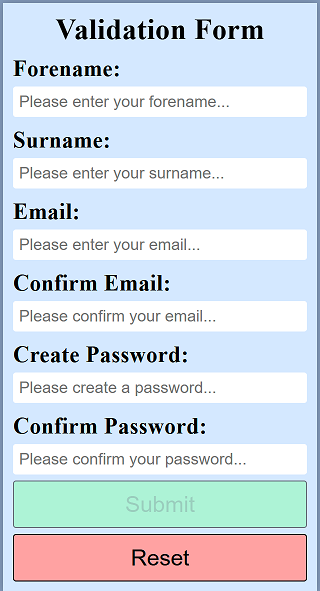 Validation Form
Forename:
Please enter your forename...
Surname:
Please enter your surname...
Email:
Please enter your email...
Confirm Email:
Please confirm your email...
Create Password:
Please create a password...
Confirm Password:
Please confirm your password...
Submit
Reset